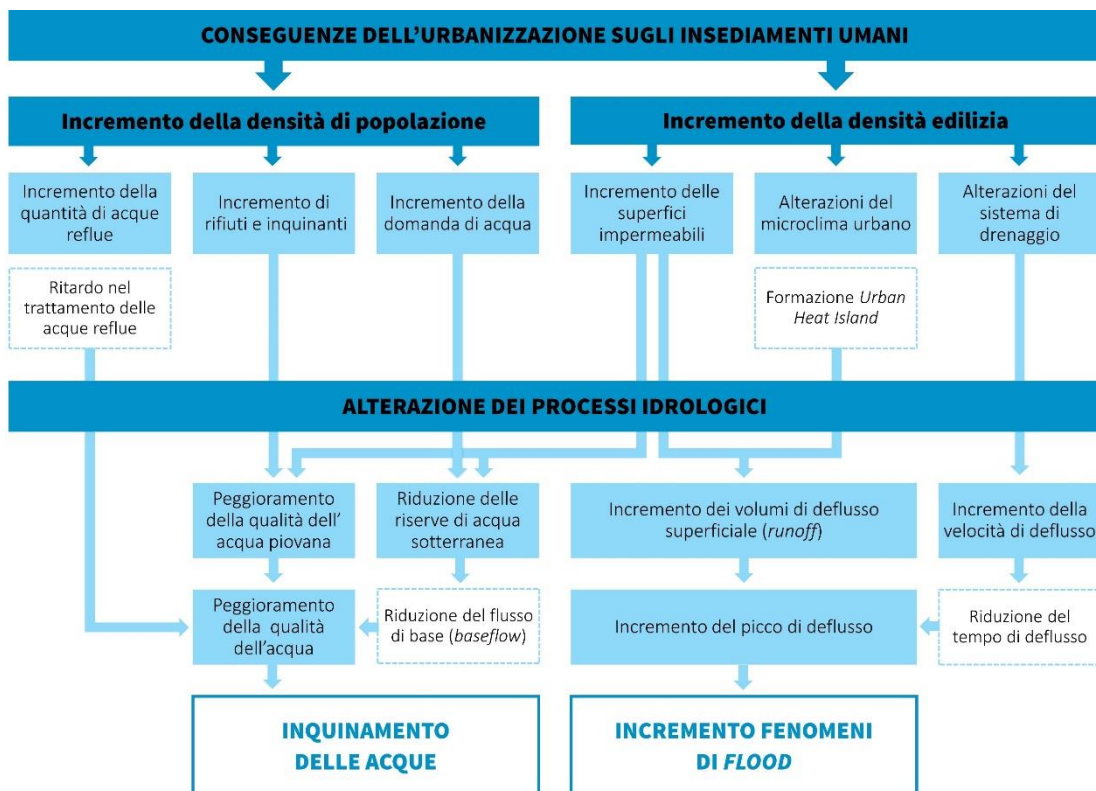 CONSEGUENZE DELL'URBANIZZAZIONE SUGLI INSEDIAMENTI UMANI
Incremento della densità di popolazione
Incremento della densità edilizia
Incremento della
quantità di acque
reflue
Incremento di
rifiuti e inquinanti
Incremento della
domanda di acqua
Incremento delle
superfici
impermeabili
Alterazioni del
microclima urbano
Alterazioni del
sistema di
drenaggio
Ritardo nel
trattamento delle
acque reflue
Formazione Urban
Heat Island
ALTERAZIONE DEI PROCESSI IDROLOGICI
Peggioramento
della qualità dell'
acqua piovana
Riduzione delle
riserve di acqua
sotterranea
Incremento dei volumi di deflusso
superficiale (runoff)
Incremento della
velocità di deflusso
Peggioramento
della qualità
dell'acqua
Riduzione del flusso
di base (baseflow)
Incremento del picco di deflusso
Riduzione del
tempo di deflusso
INQUINAMENTO
DELLE ACQUE
INCREMENTO FENOMENI
DI FLOOD